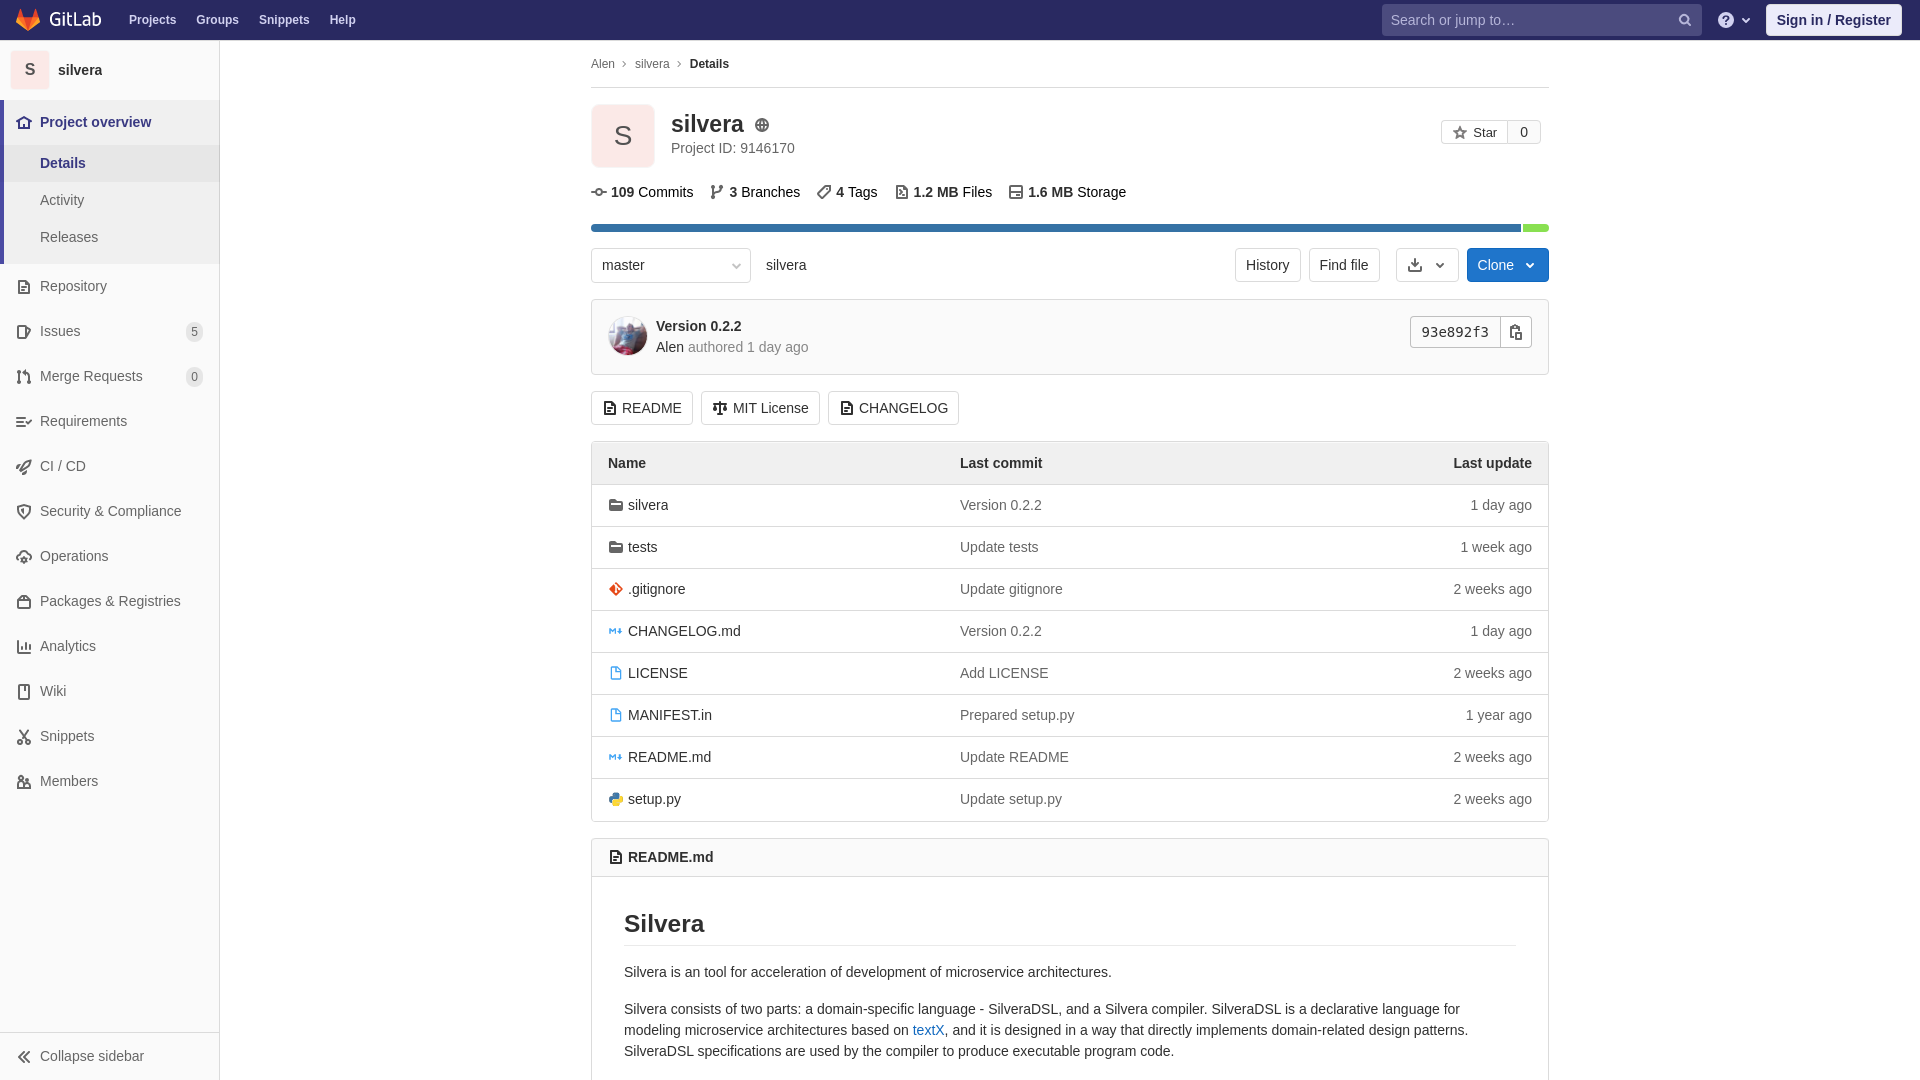 GitLab Projects Groups Snippets Help Search or jump to… Sign in / Register
S silvera
Project overview
Details
Activity
Releases
Repository
Issues 5
Merge Requests 0
Requirements
CI / CD
Security & Compliance
Operations
Packages & Registries
Analytics
Wiki
Snippets
Members
Collapse sidebar
Alen silvera Details
S
silvera
Project ID: 9146170
Star 0
109 Commits 3 Branches 4 Tags 1.2 MB Files 1.6 MB Storage
master silvera History Find file Clone
Version 0.2.2
Alen authored 1 day ago
93e892f3
README MIT License CHANGELOG
Name Last commit Last update
silvera Version 0.2.2 1 day ago
tests Update tests 1 week ago
.gitignore Update gitignore 2 weeks ago
CHANGELOG.md Version 0.2.2 1 day ago
LICENSE Add LICENSE 2 weeks ago
MANIFEST.in Prepared setup.py 1 year ago
README.md Update README 2 weeks ago
setup.py Update setup.py 2 weeks ago
README.md
Silvera
Silvera is an tool for acceleration of development of microservice architectures.
Silvera consists of two parts: a domain-specific language - SilveraDSL, and a Silvera compiler. SilveraDSL is a declarative language for
modeling microservice architectures based on textX, and it is designed in a way that directly implements domain-related design patterns.
SilveraDSL specifications are used by the compiler to produce executable program code.